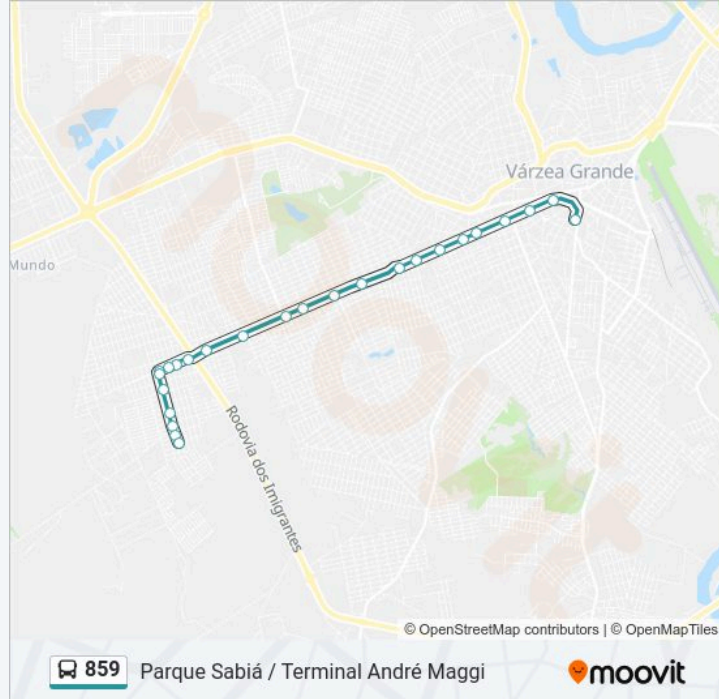 Várzea Grande
Mundo
Rodovia dos Imigrantes
© OpenStreetMap contributors | © OpenMapTiles
859 Parque Sabiá / Terminal André Maggi
moovit